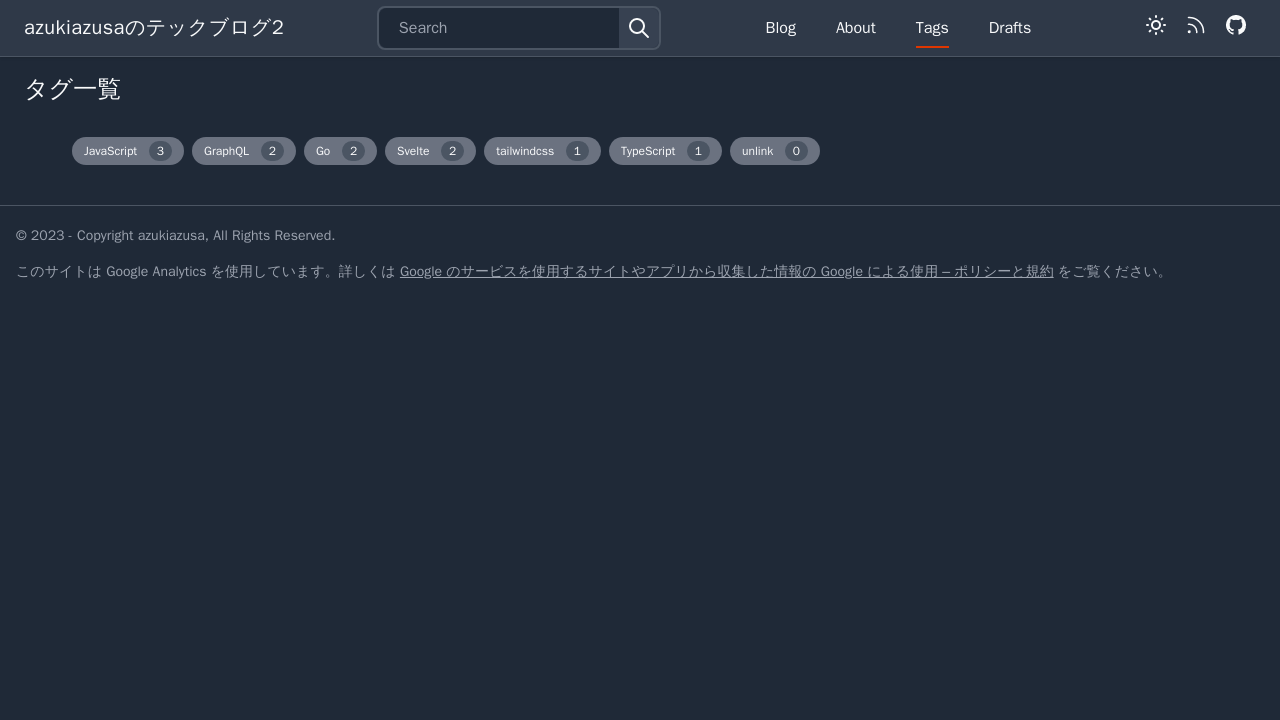 azukiazusaのテックブログ2
Search
Blog About Tags Drafts
タグ一覧
JavaScript 3 GraphQL 2 Go 2 Svelte 2 tailwindcss 1 TypeScript 1 unlink 0
© 2023 - Copyright azukiazusa, All Rights Reserved.
このサイトは Google Analytics を使用しています。詳しくは Google のサービスを使用するサイトやアプリから収集した情報の Google による使用 – ポリシーと規約 をご覧ください。